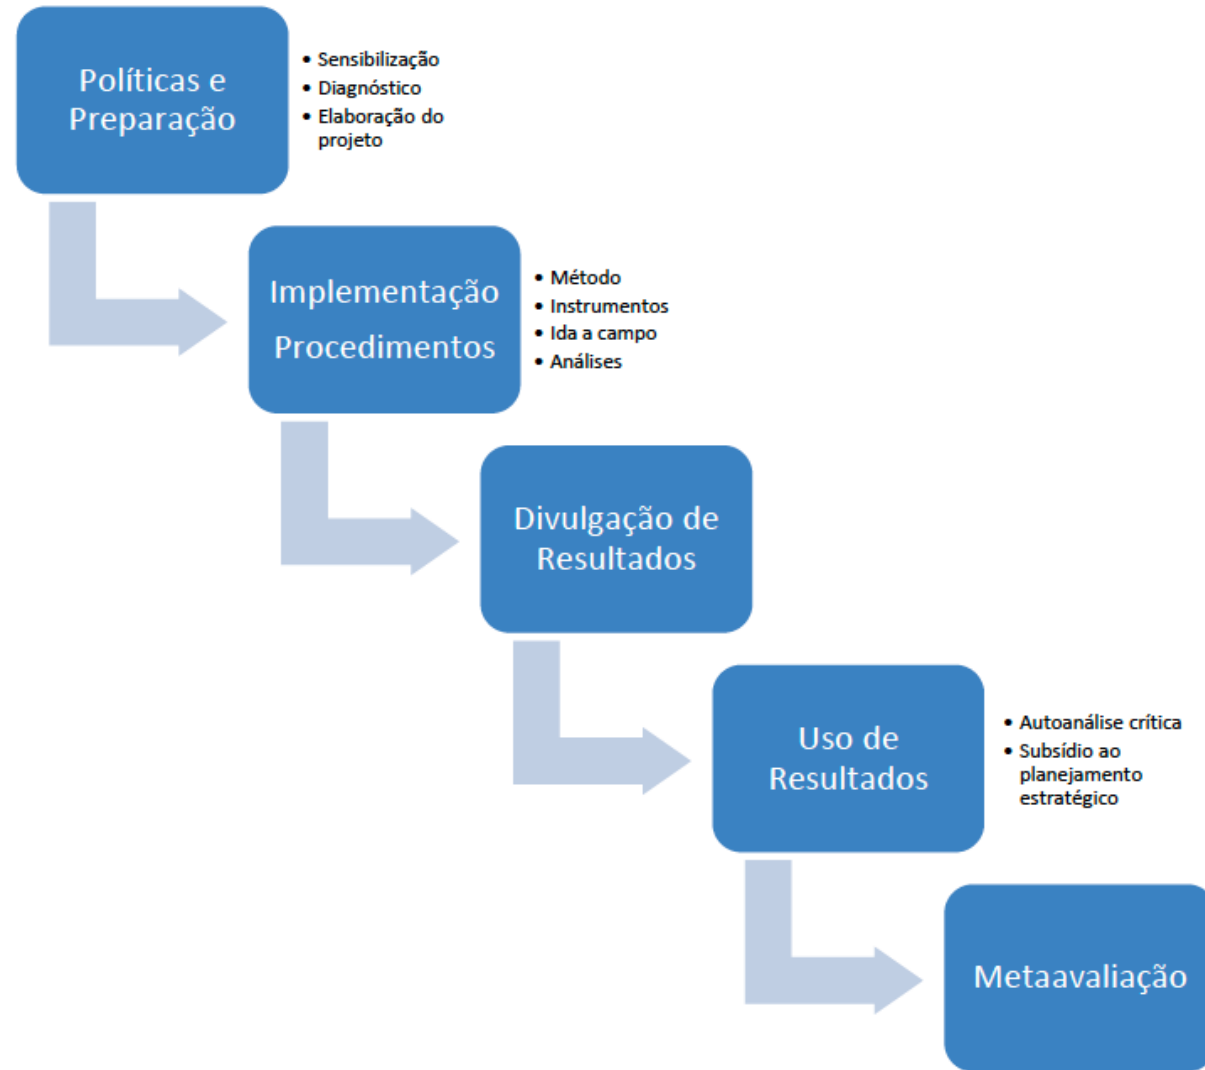 Políticas e
Preparação
• Sensibilização
• Diagnóstico
• Elaboração do
projeto
Implementação
Procedimentos
• Método
• Instrumentos
• Ida a campo
• Análises
Divulgação de
Resultados
Uso de
Resultados
• Autoanálise crítica
• Subsídio ao
planejamento
estratégico
Metaavaliação